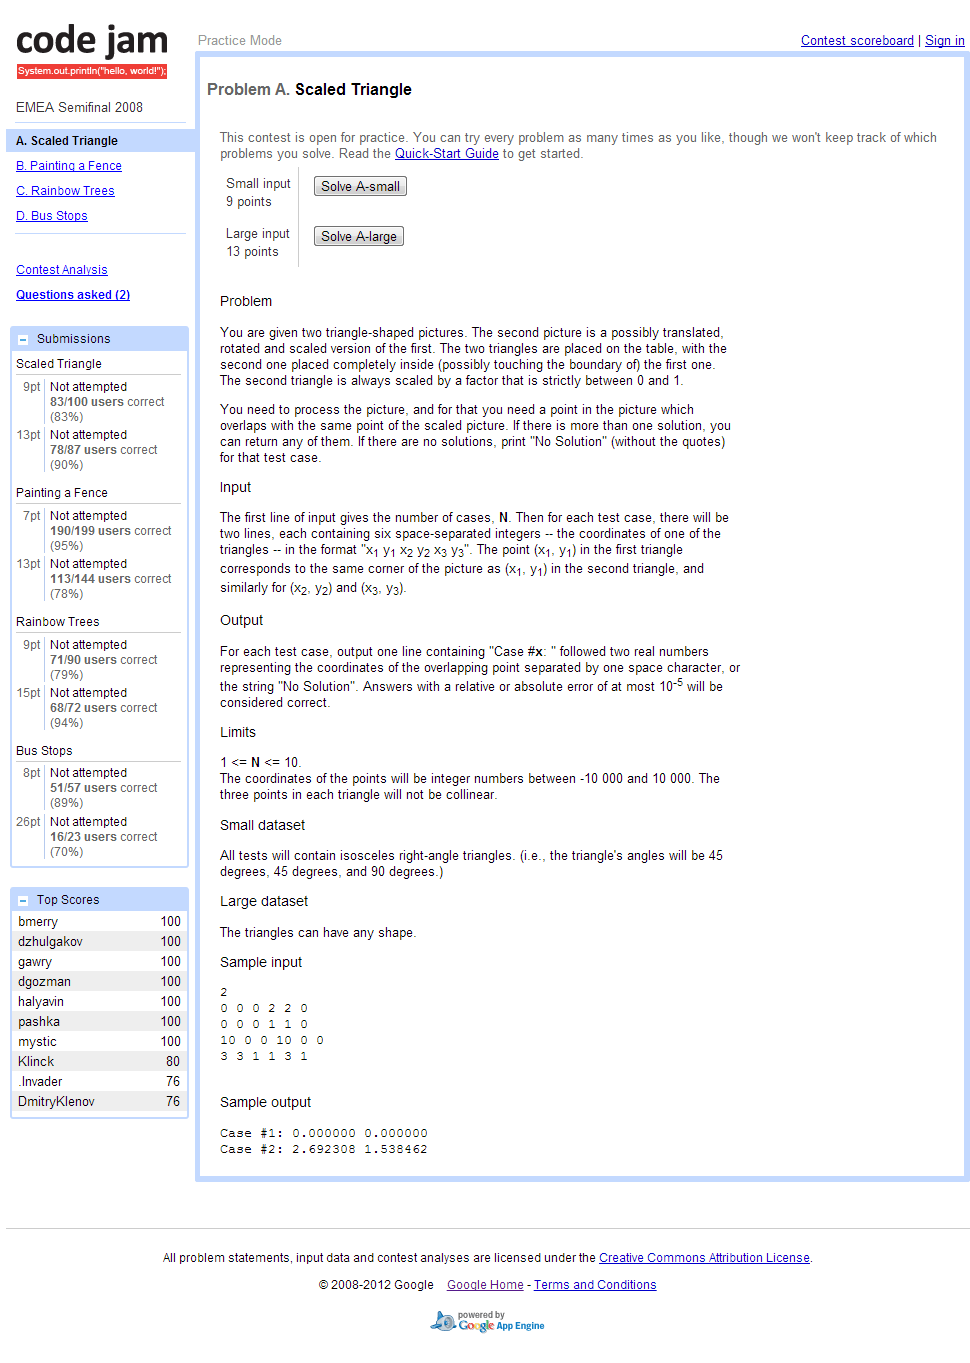 code jam
System.out.println("hello, world!");
Practice Mode
Contest scoreboard | Sign in
EMEA Semifinal 2008
A. Scaled Triangle
B. Painting a Fence
C. Rainbow Trees
D. Bus Stops
Contest Analysis
Questions asked (2)
Submissions
Scaled Triangle
9pt Not attempted
83/100 users correct
(83%)
13pt Not attempted
78/87 users correct
(90%)
Painting a Fence
7pt Not attempted
190/199 users correct
(95%)
13pt Not attempted
113/144 users correct
(78%)
Rainbow Trees
9pt Not attempted
71/90 users correct
(79%)
15pt Not attempted
68/72 users correct
(94%)
Bus Stops
8pt Not attempted
51/57 users correct
(89%)
26pt Not attempted
16/23 users correct
(70%)
Top Scores
bmerry 100
dzhulgakov 100
gawry 100
dgozman 100
halyavin 100
pashka 100
mystic 100
Klinck 80
.Invader 76
DmitryKlenov 76
Problem A. Scaled Triangle
This contest is open for practice. You can try every problem as many times as you like, though we won't keep track of which
problems you solve. Read the Quick-Start Guide to get started.
Small input
9 points
Solve A-small
Large input
13 points
Solve A-large
Problem
You are given two triangle-shaped pictures. The second picture is a possibly translated,
rotated and scaled version of the first. The two triangles are placed on the table, with the
second one placed completely inside (possibly touching the boundary of) the first one.
The second triangle is always scaled by a factor that is strictly between 0 and 1.
You need to process the picture, and for that you need a point in the picture which
overlaps with the same point of the scaled picture. If there is more than one solution, you
can return any of them. If there are no solutions, print "No Solution" (without the quotes)
for that test case.
Input
The first line of input gives the number of cases, N. Then for each test case, there will be
two lines, each containing six space-separated integers -- the coordinates of one of the
triangles -- in the format "x1 y1 x2 y2 x3 y3". The point (x1, y1) in the first triangle
corresponds to the same corner of the picture as (x1, y1) in the second triangle, and
similarly for (x2, y2) and (x3, y3).
Output
For each test case, output one line containing "Case #x: " followed two real numbers
representing the coordinates of the overlapping point separated by one space character, or
the string "No Solution". Answers with a relative or absolute error of at most 10-5 will be
considered correct.
Limits
1 <= N <= 10.
The coordinates of the points will be integer numbers between -10 000 and 10 000. The
three points in each triangle will not be collinear.
Small dataset
All tests will contain isosceles right-angle triangles. (i.e., the triangle's angles will be 45
degrees, 45 degrees, and 90 degrees.)
Large dataset
The triangles can have any shape.
Sample input
2
0 0 0 2 2 0
0 0 0 1 1 0
10 0 0 10 0 0
3 3 1 1 3 1
Sample output
Case #1: 0.000000 0.000000
Case #2: 2.692308 1.538462
All problem statements, input data and contest analyses are licensed under the Creative Commons Attribution License.
© 2008-2012 Google Google Home - Terms and Conditions
powered by
Google App Engine